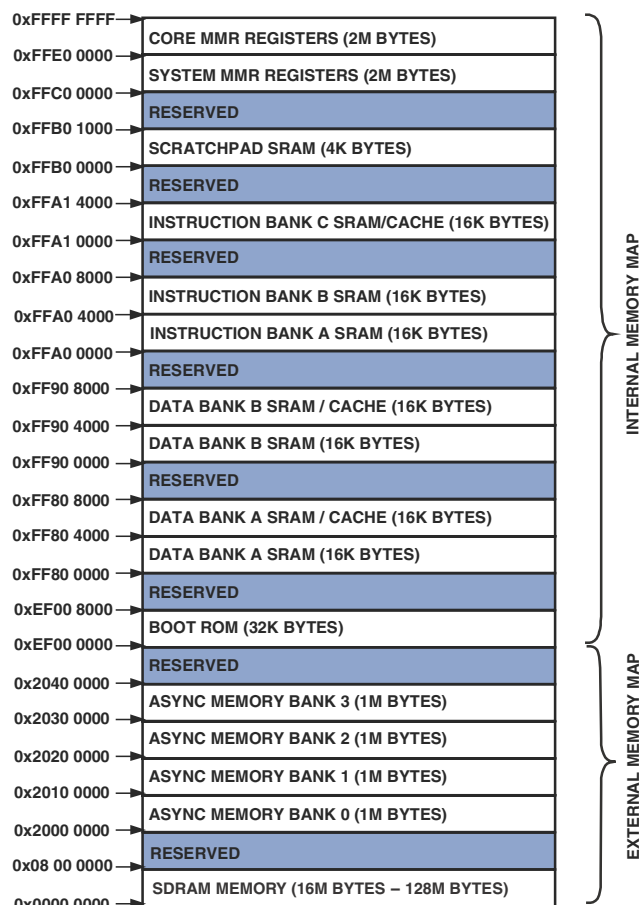 0xFFFF FFFF
CORE MMR REGISTERS (2M BYTES)
0xFFE0 0000
SYSTEM MMR REGISTERS (2M BYTES)
0xFFC0 0000
RESERVED
0xFFB0 1000
SCRATCHPAD SRAM (4K BYTES)
0xFFB0 0000
RESERVED
0xFFA1 4000
INSTRUCTION BANK C SRAM/CACHE (16K BYTES)
0xFFA1 0000
RESERVED
0xFFA0 8000
INSTRUCTION BANK B SRAM (16K BYTES)
0xFFA0 4000
INSTRUCTION BANK A SRAM (16K BYTES)
0xFFA0 0000
RESERVED
0xFF90 8000
DATA BANK B SRAM / CACHE (16K BYTES)
0xFF90 4000
DATA BANK B SRAM (16K BYTES)
0xFF90 0000
RESERVED
0xFF80 8000
DATA BANK A SRAM / CACHE (16K BYTES)
0xFF80 4000
DATA BANK A SRAM (16K BYTES)
0xFF80 0000
RESERVED
0xEF00 8000
BOOT ROM (32K BYTES)
0xEF00 0000
RESERVED
0x2040 0000
ASYNC MEMORY BANK 3 (1M BYTES)
0x2030 0000
ASYNC MEMORY BANK 2 (1M BYTES)
0x2020 0000
ASYNC MEMORY BANK 1 (1M BYTES)
0x2010 0000
ASYNC MEMORY BANK 0 (1M BYTES)
0x2000 0000
RESERVED
0x08 00 0000
SDRAM MEMORY (16M BYTES – 128M BYTES)
0x0000 0000
INTERNAL MEMORY MAP
EXTERNAL MEMORY MAP